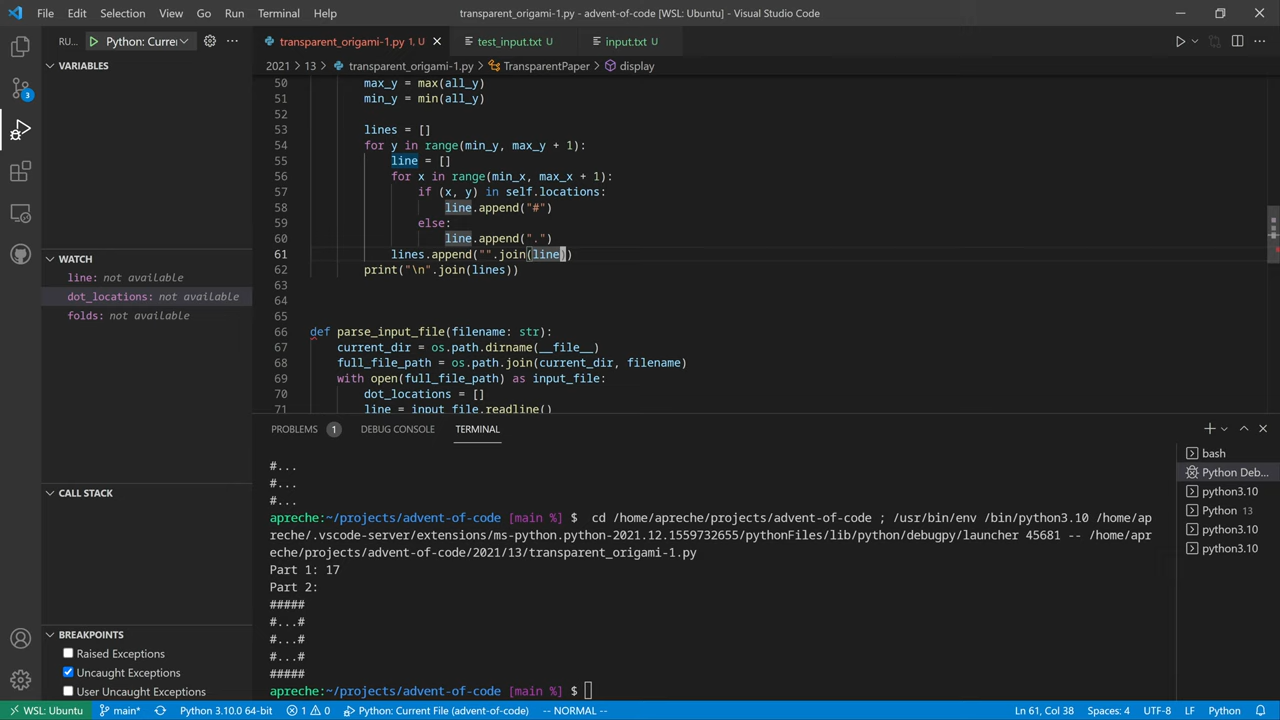 File Edit Selection View Go Run Terminal Help transparent_origami-1.py - advent-of-code [WSL: Ubuntu] - Visual Studio Code
RU... Python: Currer ...
transparent_origami-1.py 1, U test_input.txt U input.txt U
2021 > 13 > transparent_origami-1.py > TransparentPaper > display
VARIABLES
50 max_y = max(all_y)
51 min_y = min(all_y)
52
53 lines = []
54 for y in range(min_y, max_y + 1):
55 line = []
56 for x in range(min_x, max_x + 1):
57 if (x, y) in self.locations:
58 line.append("#")
59 else:
60 line.append(".")
61 lines.append("".join(line))
62 print("\n".join(lines))
63
64
65
66 def parse_input_file(filename: str):
67 current_dir = os.path.dirname(__file__)
68 full_file_path = os.path.join(current_dir, filename)
69 with open(full_file_path) as input_file:
70 dot_locations = []
71 line = input_file.readline()
3
WATCH
line: not available
dot_locations: not available
folds: not available
CALL STACK
BREAKPOINTS
Raised Exceptions
Uncaught Exceptions
User Uncaught Exceptions
PROBLEMS 1 DEBUG CONSOLE TERMINAL
#...
#...
#...
apreche:~/projects/advent-of-code [main %] $ cd /home/apreche/projects/advent-of-code ; /usr/bin/env /bin/python3.10 /home/ap
reche/.vscode-server/extensions/ms-python.python-2021.12.1559732655/pythonFiles/lib/python/debugpy/launcher 45681 -- /home/apr
eche/projects/advent-of-code/2021/13/transparent_origami-1.py
Part 1: 17
Part 2:
#####
#...#
#...#
#...#
#####
apreche:~/projects/advent-of-code [main %] $
bash
Python Deb...
python3.10
Python 13
python3.10
python3.10
WSL: Ubuntu main* Python 3.10.0 64-bit 1 0 Python: Current File (advent-of-code) -- NORMAL -- Ln 61, Col 38 Spaces: 4 UTF-8 LF Python